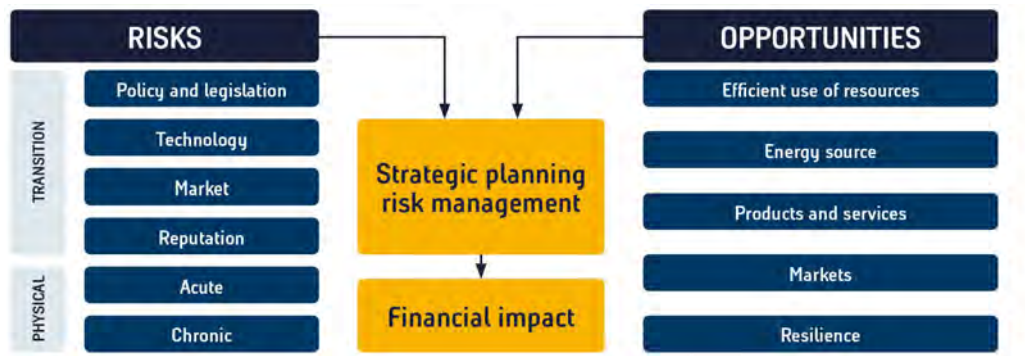 RISKS
TRANSITION
Policy and legislation
Technology
Market
Reputation
PHYSICAL
Acute
Chronic
Strategic planning
risk management
Financial impact
OPPORTUNITIES
Efficient use of resources
Energy source
Products and services
Markets
Resilience